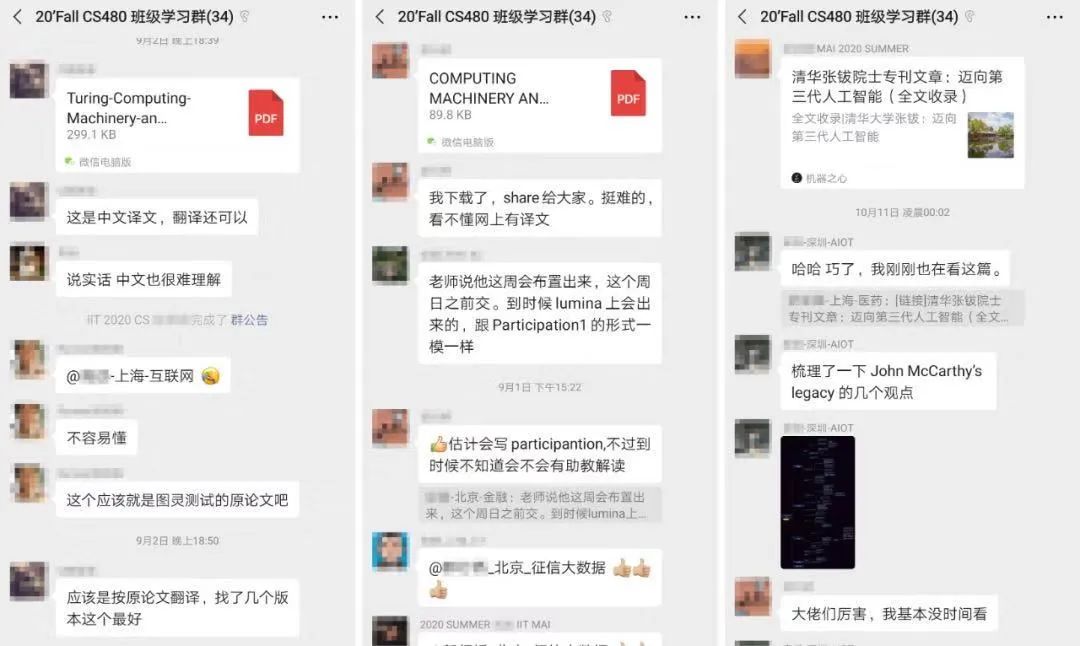 20'Fall CS480 班级学习群(34)
9月2日 晚上18:39
Turing-Computing-
Machinery-an...
299.1 KB
PDF
微信电脑版
这是中文译文，翻译还可以
说实话 中文也很难理解
IIT 2020 CS 完成了 群公告
@ -上海-互联网
不容易懂
这个应该就是图灵测试的原论文吧
9月2日 晚上18:50
应该是按原论文翻译，找了几个版
本这个最好
20'Fall CS480 班级学习群(34)
COMPUTING
MACHINERY AN...
89.8 KB
PDF
微信电脑版
我下载了，share 给大家。挺难的，
看不懂网上有译文
老师说他这周会布置出来，这个周
日之前交。到时候 lumina 上会出
来的，跟 Participation1 的形式一
模一样
9月1日 下午15:22
估计会写 participantion,不过到
时候不知道会不会有助教解读
-北京-金融：老师说他这周会布置出
来，这个周日之前交。到时候lumina上...
@ _北京_征信大数据
2020 SUMMER IIT MAI
20'Fall CS480 班级学习群(34)
MAI 2020 SUMMER
清华张钹院士专刊文章：迈向第
三代人工智能（全文收录）
全文收录|清华大学张钹：迈向
第三代人工智能
机器之心
10月11日 凌晨00:02
-深圳-AIOT
哈哈 巧了，我刚刚也在看这篇。
-上海-医药：[链接]清华张钹院士
专刊文章：迈向第三代人工智能（全文...
-深圳-AIOT
梳理了一下 John McCarthy's
legacy 的几个观点
-深圳-AIOT
大佬们厉害，我基本没时间看